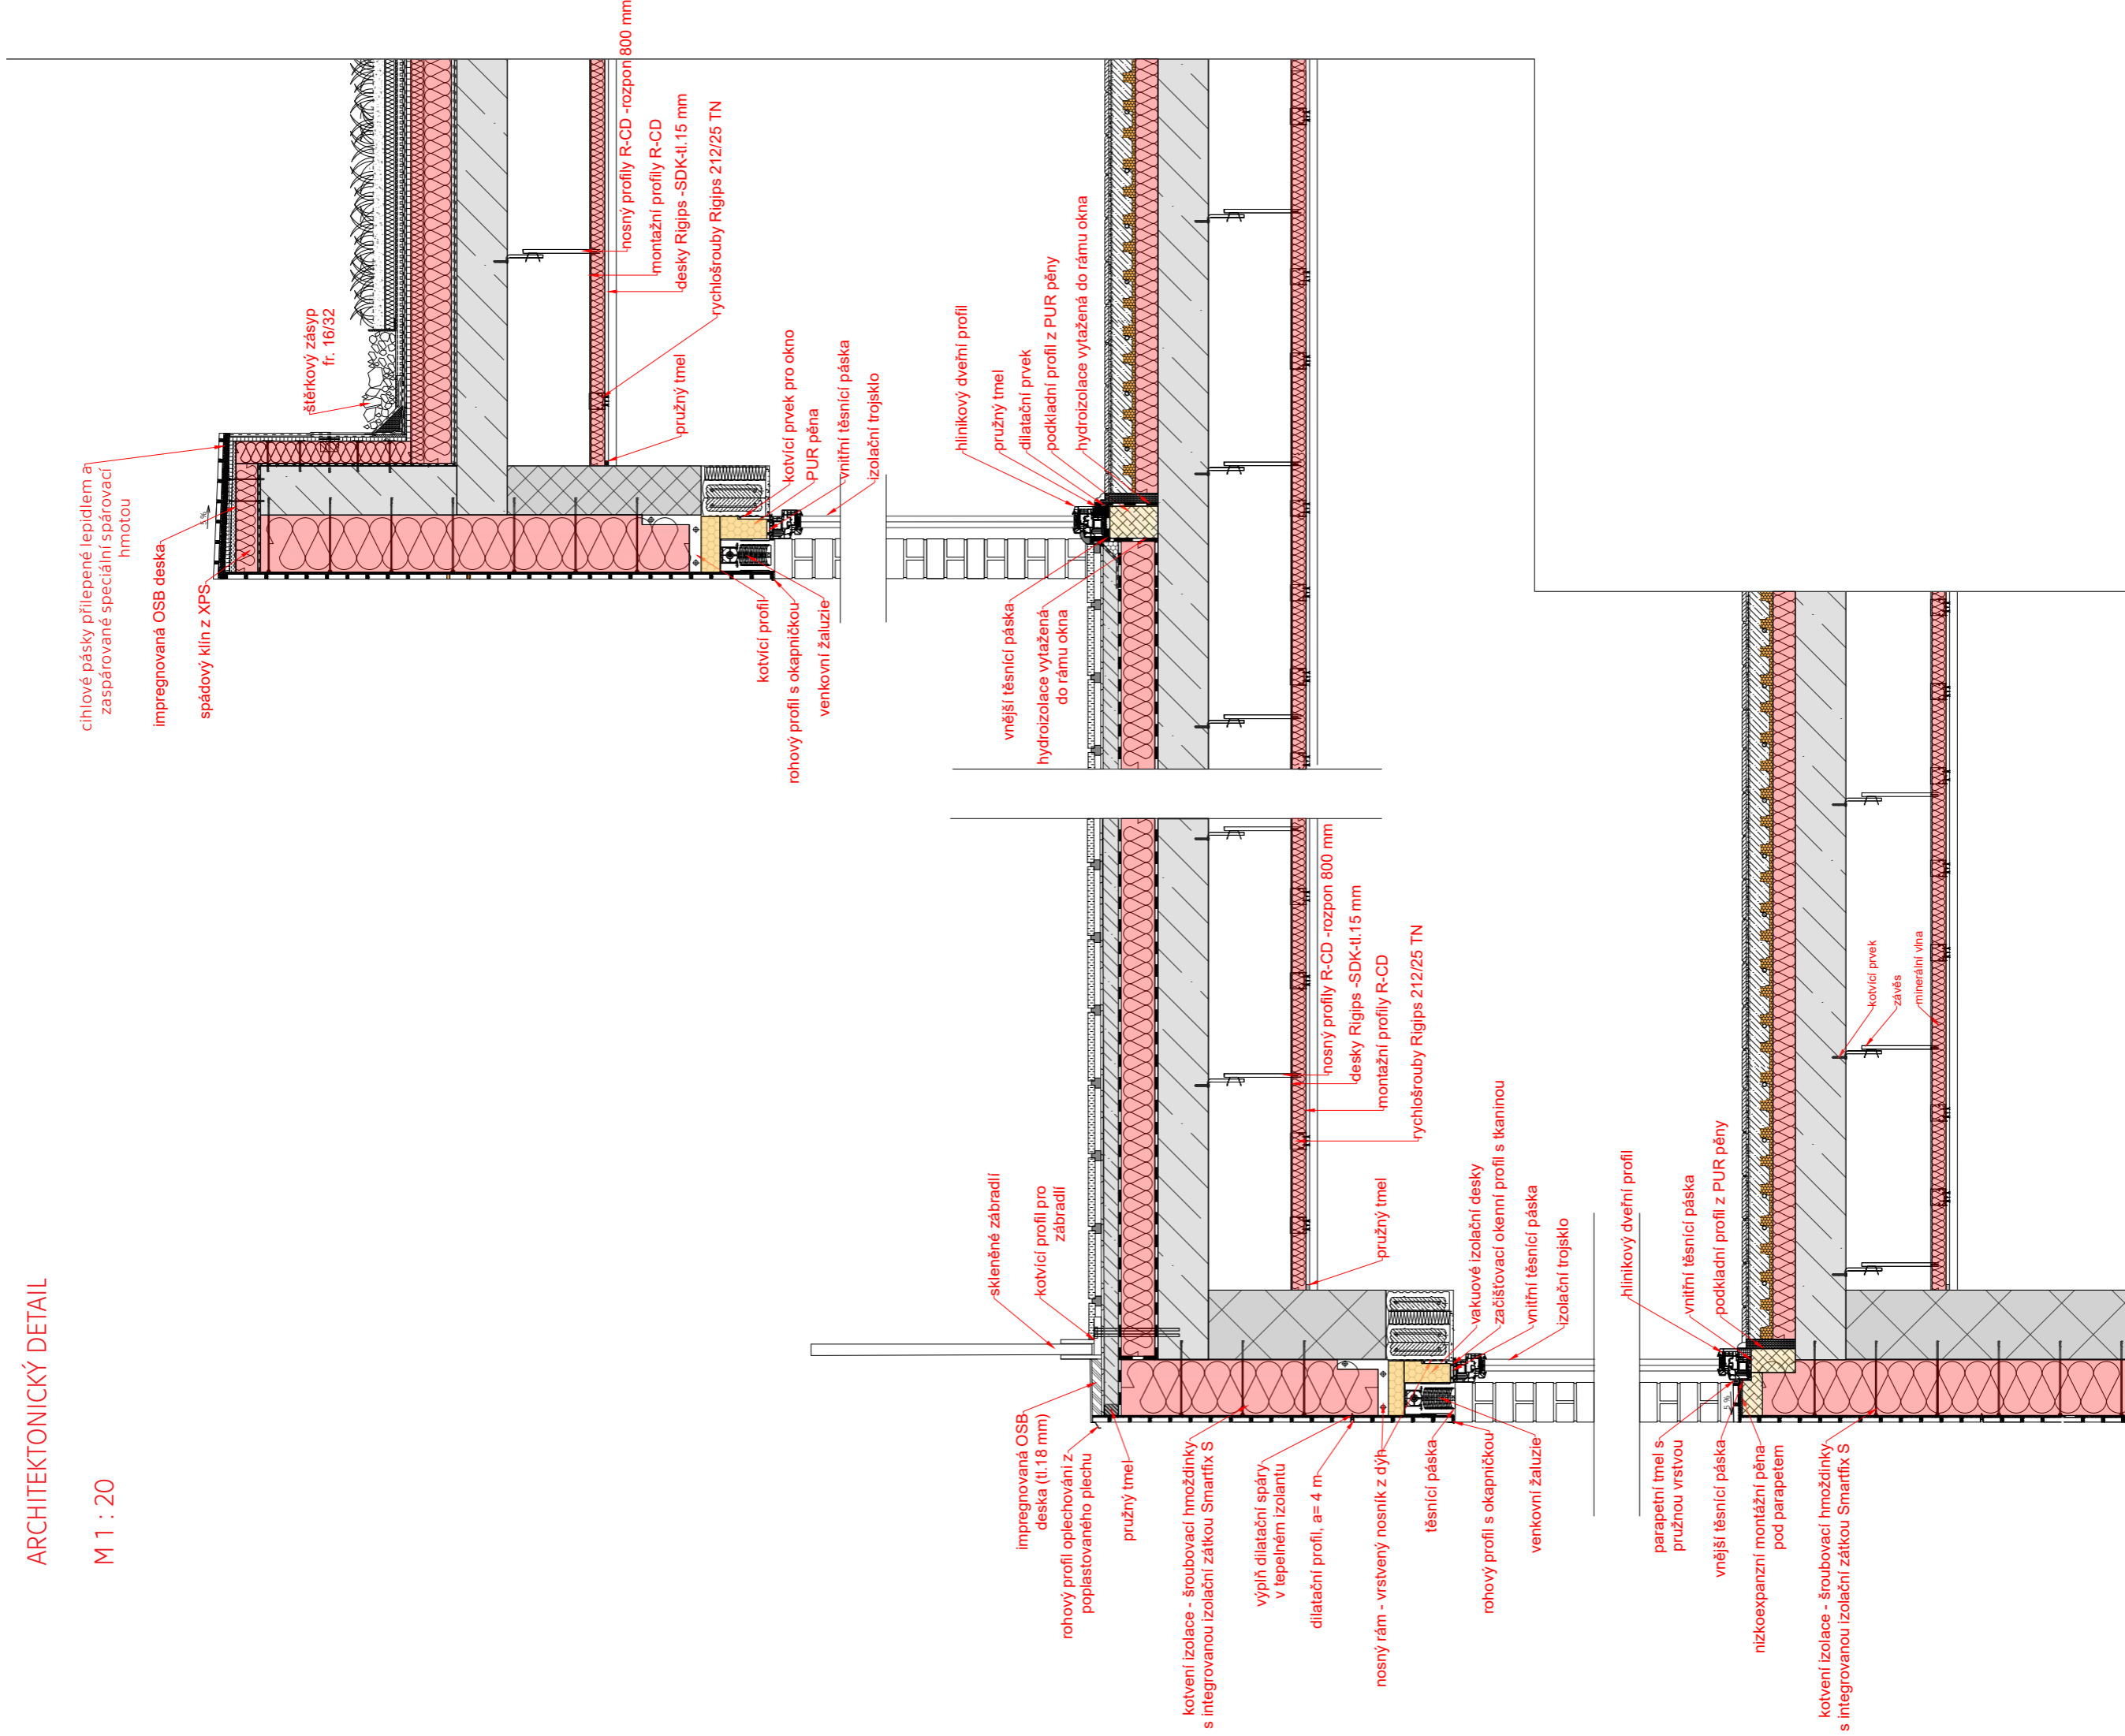 ARCHITEKTONICKÝ DETAIL
M 1 : 20
cihlové pásky přilepené lepidlem a
zaspárované speciální spárovací
hmotou
impregnovaná OSB deska
spádový klín z XPS
štěrkový zásyp
fr. 16/32
nosný profily R-CD -rozpon 800 mm
montažní profily R-CD
desky Rigips -SDK-tl.15 mm
rychlošrouby Rigips 212/25 TN
pružný tmel
kotvicí prvek pro okno
PUR pěna
vnitřní těsnící páska
izolační trojsklo
kotvící profil
rohový profil s okapničkou
venkovní žaluzie
hlinikový dveřní profil
pružný tmel
dilatační prvek
podkladní profil z PUR pěny
hydroizolace vytažená do rámu okna
vnější těsnící páska
hydroizolace vytažená
do rámu okna
skleněné zábradlí
kotvící profil pro
zábradlí
impregnovaná OSB
deska (tl.18 mm)
rohový profil oplechování z
poplastovaného plechu
pružný tmel
kotvení izolace - šroubovací hmoždinky
s integrovanou izolační zátkou Smartfix S
výplň dilatační spáry
v tepelném izolantu
dilatační profil, a= 4 m
nosný rám - vrstvený nosník z dýh
těsnící páska
rohový profil s okapničkou
venkovní žaluzie
nosný profily R-CD -rozpon 800 mm
desky Rigips -SDK-tl.15 mm
montažní profily R-CD
rychlošrouby Rigips 212/25 TN
pružný tmel
vakuové izolační desky
začišťovací okenní profil s tkaninou
vnitřní těsnící páska
izolační trojsklo
hlinikový dveřní profil
vnitřní těsnící páska
podkladní profil z PUR pěny
kotvicí prvek
závěs
minerální vlna
parapetní tmel s
pružnou vrstvou
vnější těsnící páska
5 %
nizkoexpanzní montážní pěna
pod parapetem
kotvení izolace - šroubovací hmoždinky
s integrovanou izolační zátkou Smartfix S